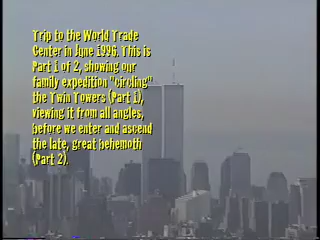 Trip to the World Trade
Center in June 1996. This is
Part 1 of 2, showing our
family expedition "circling"
the Twin Towers (Part 1),
viewing it from all angles,
before we enter and ascend
the late, great behemoth
(Part 2).